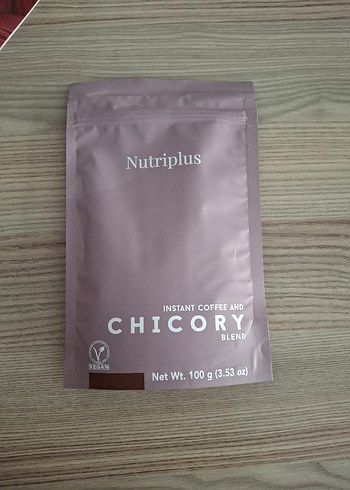 Nutriplus
INSTANT COFFEE AND
CHICORY
BLEND
VEGAN
Net Wt. 100 g (3.53 oz)